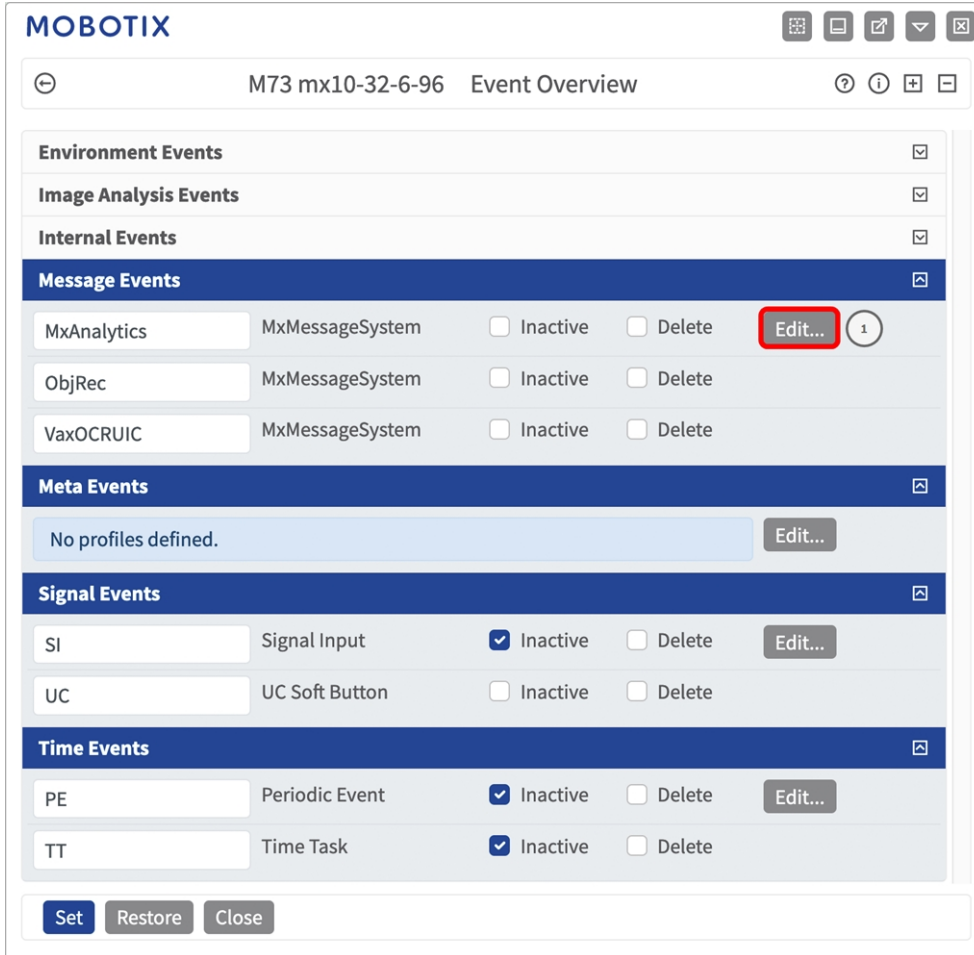 MOBOTIX
M73 mx10-32-6-96 Event Overview
Environment Events
Image Analysis Events
Internal Events
Message Events
MxAnalytics MxMessageSystem Inactive Delete Edit... 1
ObjRec MxMessageSystem Inactive Delete
VaxOCRUIC MxMessageSystem Inactive Delete
Meta Events
No profiles defined. Edit...
Signal Events
SI Signal Input Inactive Delete Edit...
UC UC Soft Button Inactive Delete
Time Events
PE Periodic Event Inactive Delete Edit...
TT Time Task Inactive Delete
Set Restore Close